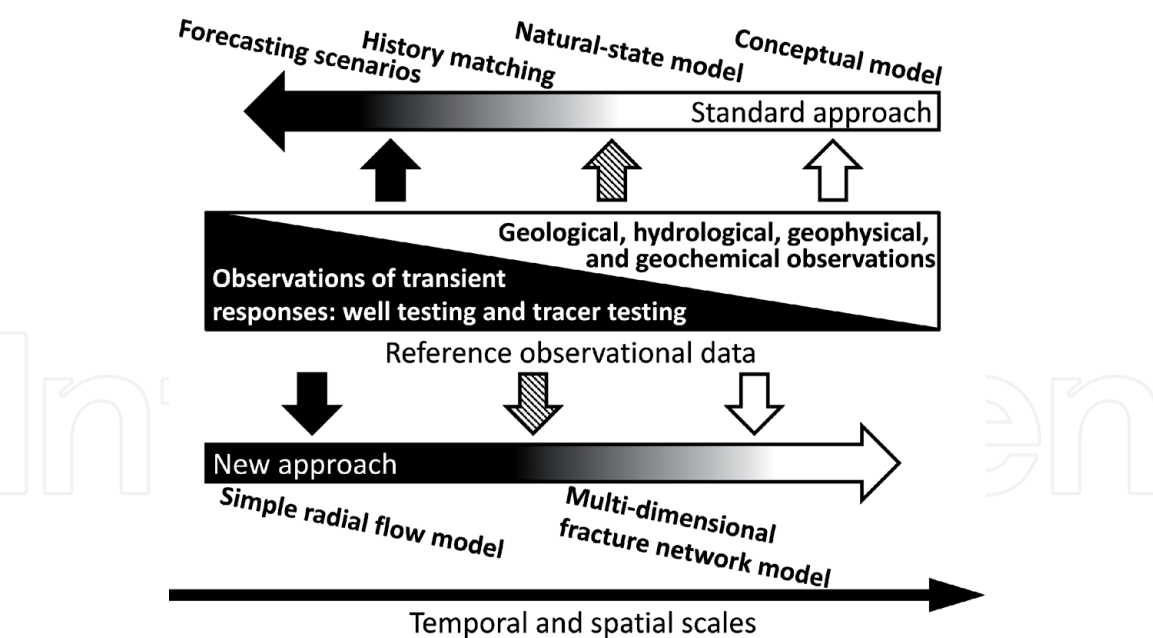 Forecasting scenarios
History matching
Natural-state model
Conceptual model
Standard approach
Geological, hydrological, geophysical,
and geochemical observations
Observations of transient
responses: well testing and tracer testing
Reference observational data
New approach
Simple radial flow model
Multi-dimensional
fracture network model
Temporal and spatial scales